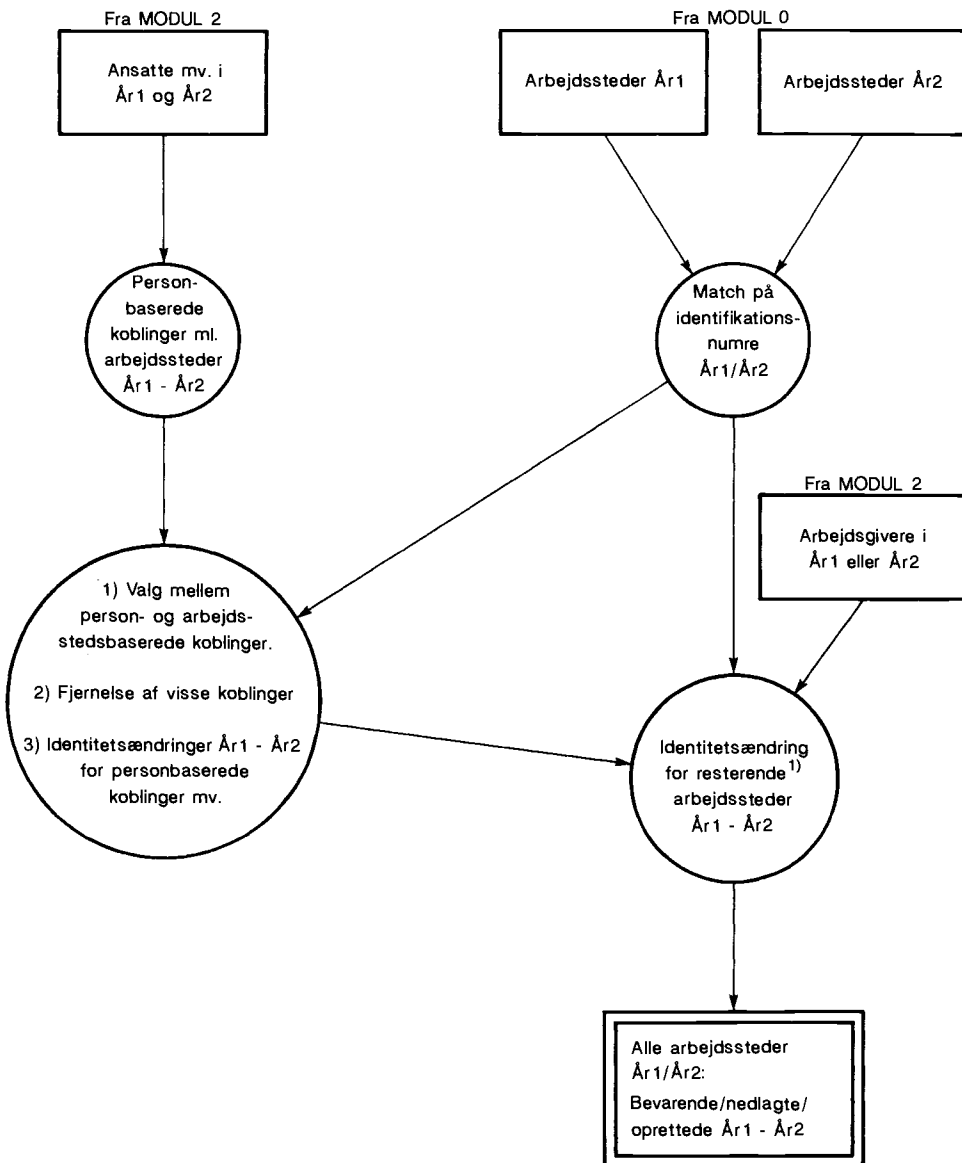 Fra MODUL 2
Ansatte mv. i
År1 og År2
Fra MODUL 0
Arbejdssteder År1
Arbejdssteder År2
Person-
baserede
koblinger ml.
arbejdssteder
År1 - År2
Match på
identifikations-
numre
År1/År2
Fra MODUL 2
Arbejdsgivere i
År1 eller År2
1) Valg mellem
person- og arbejds-
stedsbaserede koblinger.
2) Fjernelse af visse koblinger
3) Identitetsændringer År1 - År2
for personbaserede
koblinger mv.
Identitetsændring
for resterende 1)
arbejdssteder
År1 - År2
Alle arbejdssteder
År1/År2:
Bevarende/nedlagte/
oprettede År1 - År2